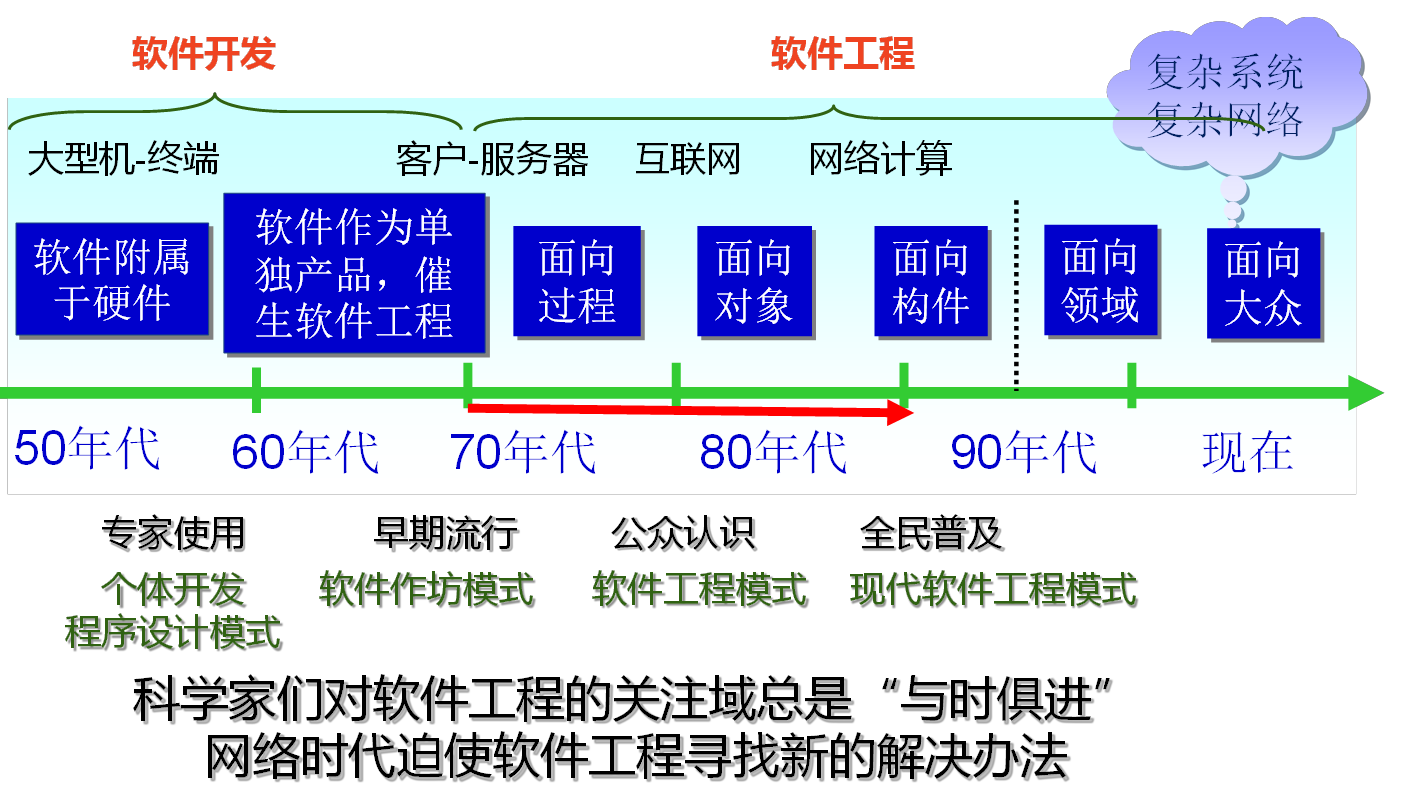 软件开发
软件工程
复杂系统
复杂网络
大型机-终端
客户-服务器
互联网
网络计算
软件附属
于硬件
软件作为单
独产品，催
生软件工程
面向
过程
面向
对象
面向
构件
面向
领域
面向
大众
50年代
60年代
70年代
80年代
90年代
现在
专家使用
早期流行
公众认识
全民普及
个体开发
程序设计模式
软件作坊模式
软件工程模式
现代软件工程模式
科学家们对软件工程的关注域总是“与时俱进”
网络时代迫使软件工程寻找新的解决办法